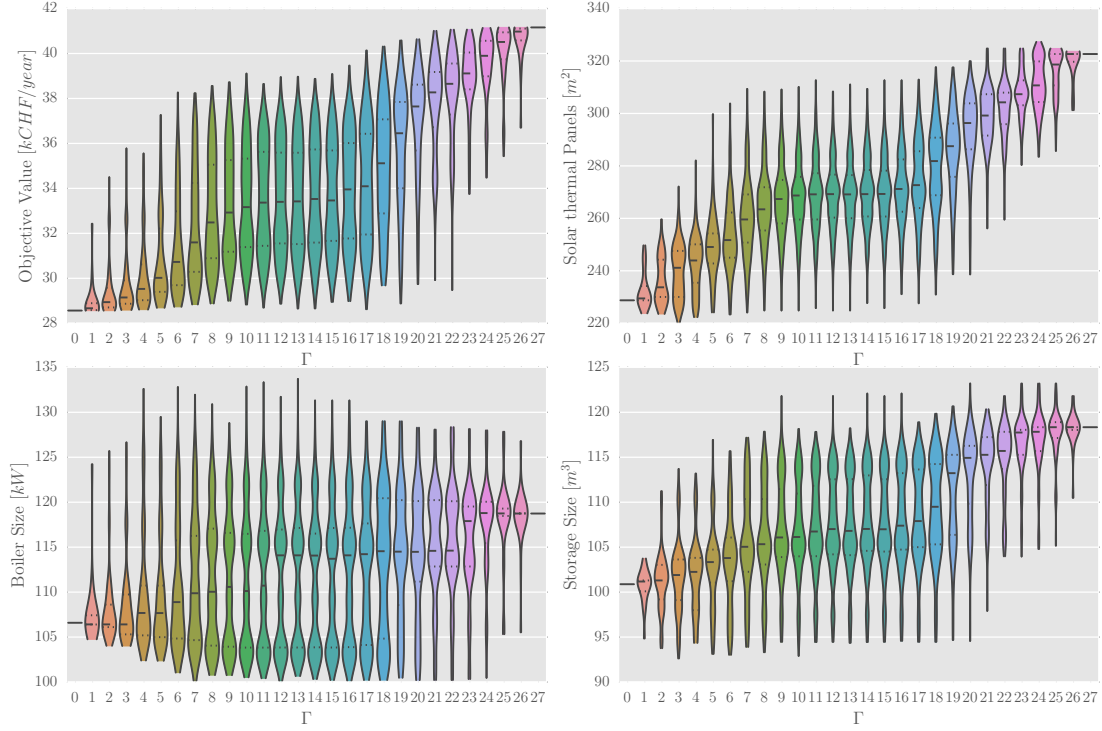 42
40
38
36
34
32
30
28
Objective Value [kCHF/year]
0 1 2 3 4 5 6 7 8 9 10 11 12 13 14 15 16 17 18 19 20 21 22 23 24 25 26 27
Γ
340
320
300
280
260
240
220
Solar thermal Panels [m²]
0 1 2 3 4 5 6 7 8 9 10 11 12 13 14 15 16 17 18 19 20 21 22 23 24 25 26 27
Γ
135
130
125
120
115
110
105
100
Boiler Size [kW]
0 1 2 3 4 5 6 7 8 9 10 11 12 13 14 15 16 17 18 19 20 21 22 23 24 25 26 27
Γ
125
120
115
110
105
100
95
90
Storage Size [m³]
0 1 2 3 4 5 6 7 8 9 10 11 12 13 14 15 16 17 18 19 20 21 22 23 24 25 26 27
Γ